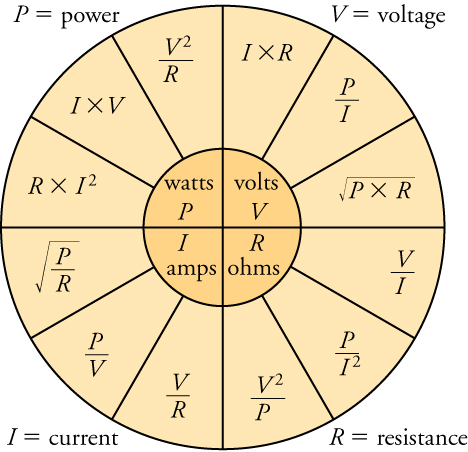 P = power
V = voltage
V²/R
I × R
I × V
P/I
R × I²
√(P × R)
watts
volts
P
V
I
R
amps
ohms
√(P/R)
V/I
P/V
P/I²
V/R
V²/P
I = current
R = resistance